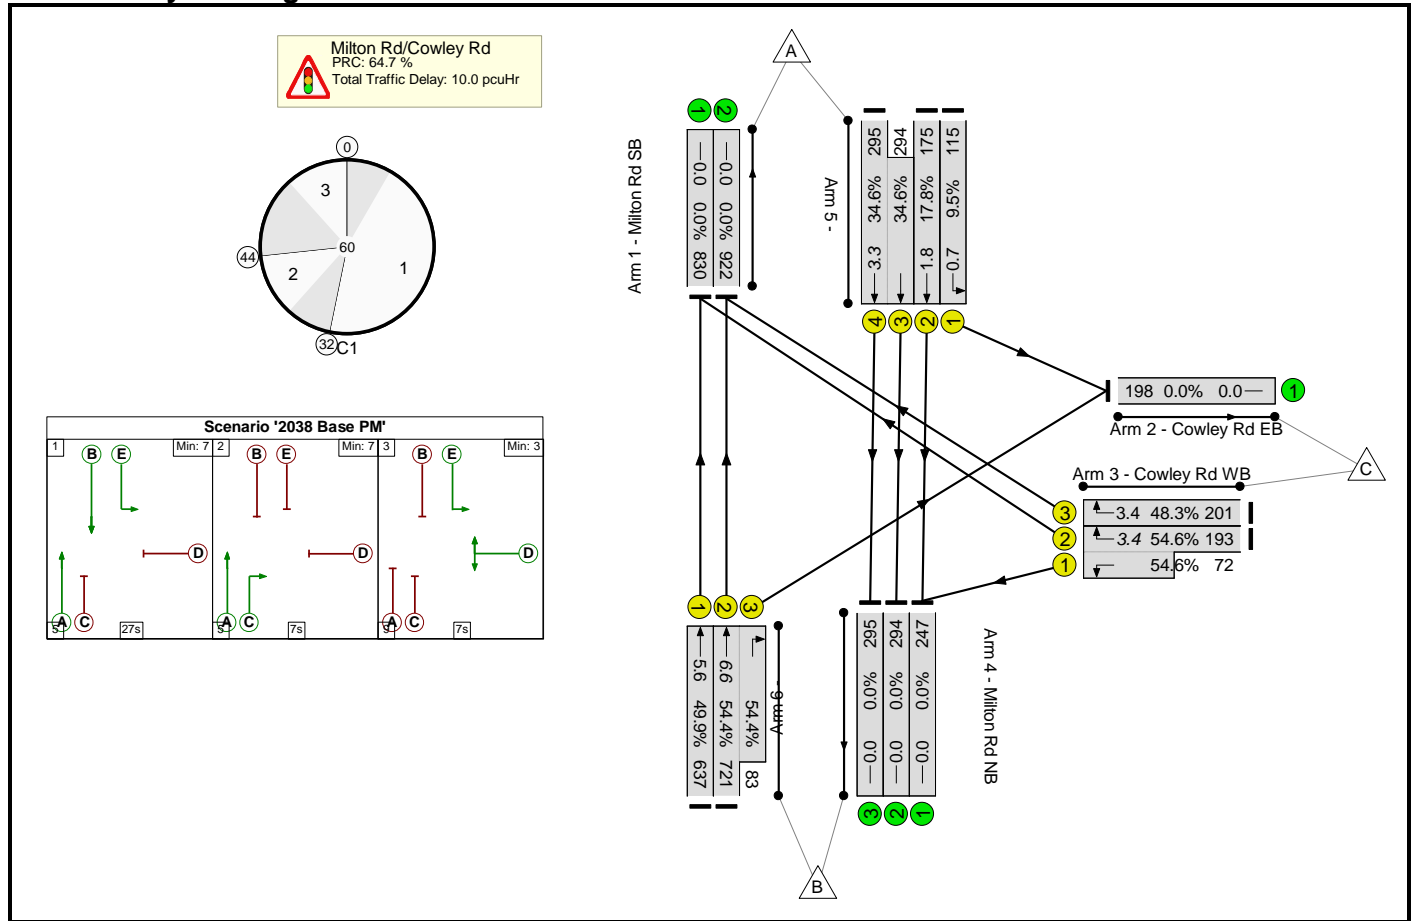 Milton Rd/Cowley Rd
PRC: 64.7 %
Total Traffic Delay: 10.0 pcuHr
0
3
60
44
2
1
32
C1
Scenario '2038 Base PM'
1
B
E
Min: 7
D
A
C
27s
2
B
E
Min: 7
D
5
A
C
7s
3
B
E
Min: 3
D
A
C
7s
A
Arm 1 - Milton Rd SB
1
2
0.0 0.0% 830
0.0 0.0% 922
Arm 5 -
3.3 34.6% 295
34.6% 294
1.8 17.8% 175
0.7 9.5% 115
4
3
2
1
198 0.0% 0.0
1
Arm 2 - Cowley Rd EB
C
Arm 3 - Cowley Rd WB
3
3.4 48.3% 201
2
3.4 54.6% 193
1
54.6% 72
1
2
3
5.6 49.9% 637
6.6 54.4% 721
54.4% 83
Arm 6 -
295 0.0% 0.0
294 0.0% 0.0
247 0.0% 0.0
3
2
1
Arm 4 - Milton Rd NB
B